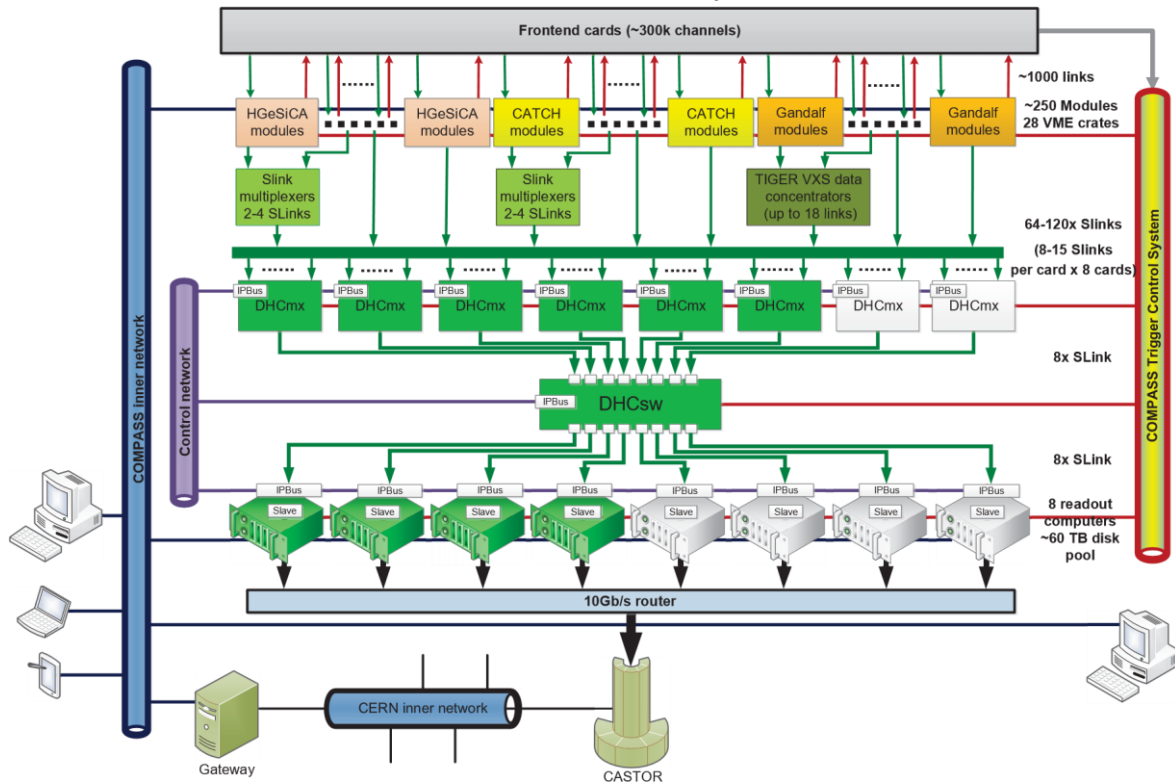 Frontend cards (~300k channels)
~1000 links
HGeSiCA
modules
HGeSiCA
modules
CATCH
modules
CATCH
modules
Gandalf
modules
Gandalf
modules
~250 Modules
28 VME crates
Slink
multiplexers
2-4 SLinks
Slink
multiplexers
2-4 SLinks
TIGER VXS data
concentrators
(up to 18 links)
64-120x Slinks
(8-15 Slinks
per card x 8 cards)
IPBus
DHCmx
IPBus
DHCmx
IPBus
DHCmx
IPBus
DHCmx
IPBus
DHCmx
IPBus
DHCmx
IPBus
DHCmx
IPBus
DHCmx
COMPASS inner network
Control network
COMPASS Trigger Control System
8x SLink
IPBus
DHCsw
8x SLink
IPBus
IPBus
IPBus
IPBus
IPBus
IPBus
IPBus
IPBus
Slave
Slave
Slave
Slave
Slave
Slave
Slave
Slave
8 readout
computers
~60 TB disk
pool
10Gb/s router
CERN inner network
Gateway
CASTOR